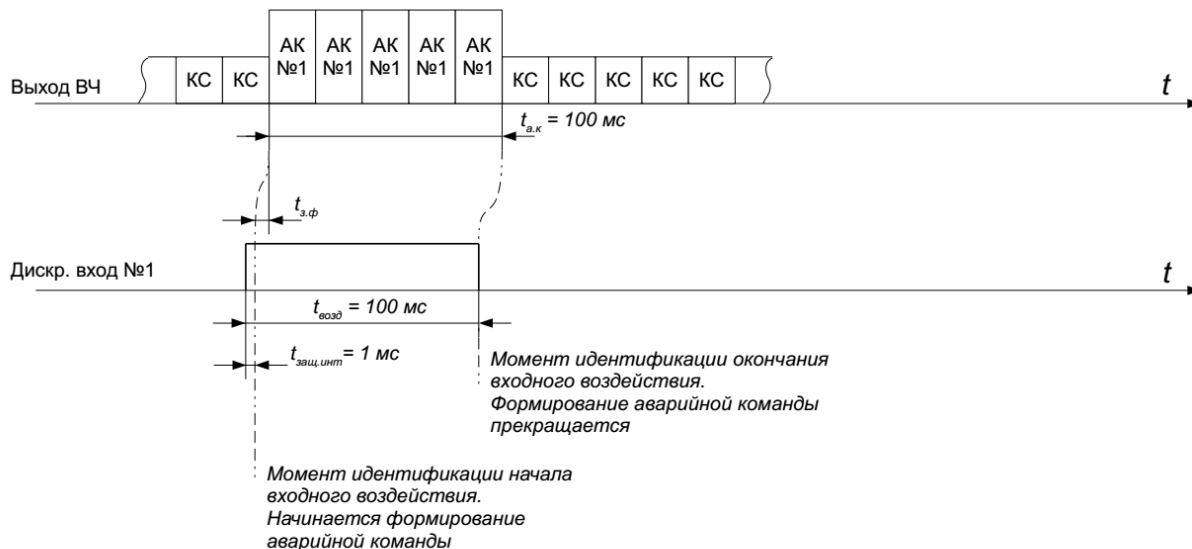 АК №1 АК №1 АК №1 АК №1 АК №1
КС КС КС КС КС КС КС
Выход ВЧ
t
tа.к = 100 мс
tз.ф
Дискр. вход №1
t
tвозд = 100 мс
tзащ.инт = 1 мс
Момент идентификации окончания
входного воздействия.
Формирование аварийной команды
прекращается
Момент идентификации начала
входного воздействия.
Начинается формирование
аварийной команды